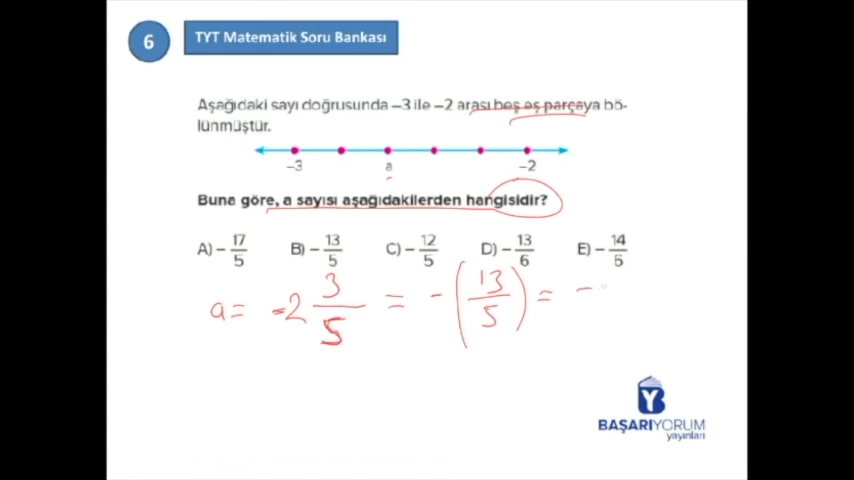 6
TYT Matematik Soru Bankası
Aşağıdaki sayı doğrusunda –3 ile –2 arası beş eş parçaya bö-
lünmüştür.
–3 a –2
Buna göre, a sayısı aşağıdakilerden hangisidir?
A) –17/5 B) –13/5 C) –12/5 D) –13/6 E) –14/6
a = -2 3/5 = -(13/5) = -
BAŞARIYORUM
yayınları